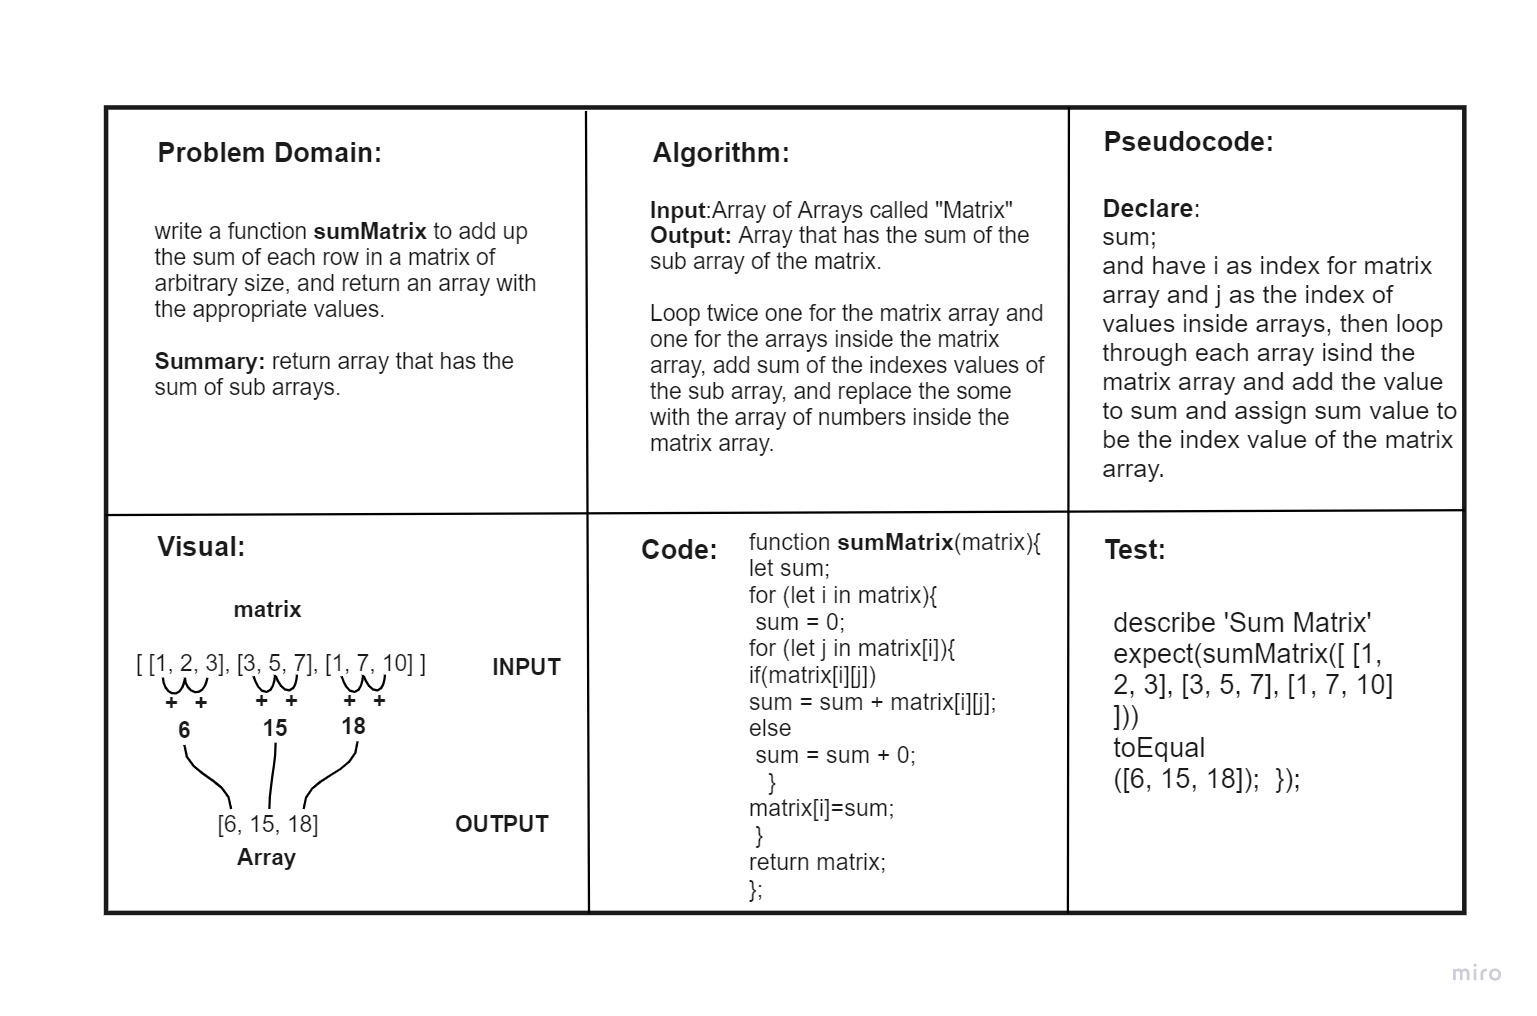 Problem Domain:
write a function sumMatrix to add up
the sum of each row in a matrix of
arbitrary size, and return an array with
the appropriate values.
Summary: return array that has the
sum of sub arrays.
Algorithm:
Input:Array of Arrays called "Matrix"
Output: Array that has the sum of the
sub array of the matrix.
Loop twice one for the matrix array and
one for the arrays inside the matrix
array, add sum of the indexes values of
the sub array, and replace the some
with the array of numbers inside the
matrix array.
Pseudocode:
Declare:
sum;
and have i as index for matrix
array and j as the index of
values inside arrays, then loop
through each array isind the
matrix array and add the value
to sum and assign sum value to
be the index value of the matrix
array.
Visual:
matrix
[ [1, 2, 3], [3, 5, 7], [1, 7, 10] ] INPUT
+ + + + + +
6 15 18
[6, 15, 18] OUTPUT
Array
Code:
function sumMatrix(matrix){
let sum;
for (let i in matrix){
sum = 0;
for (let j in matrix[i]){
if(matrix[i][j])
sum = sum + matrix[i][j];
else
sum = sum + 0;
}
matrix[i]=sum;
}
return matrix;
};
Test:
describe 'Sum Matrix'
expect(sumMatrix([ [1,
2, 3], [3, 5, 7], [1, 7, 10]
]))
toEqual
([6, 15, 18]); });
miro